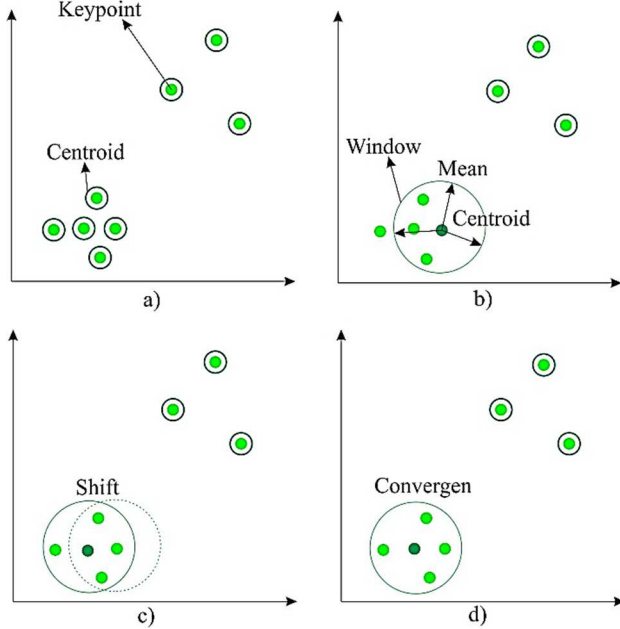 Keypoint
Centroid
a)
Window
Mean
Centroid
b)
Shift
c)
Convergen
d)